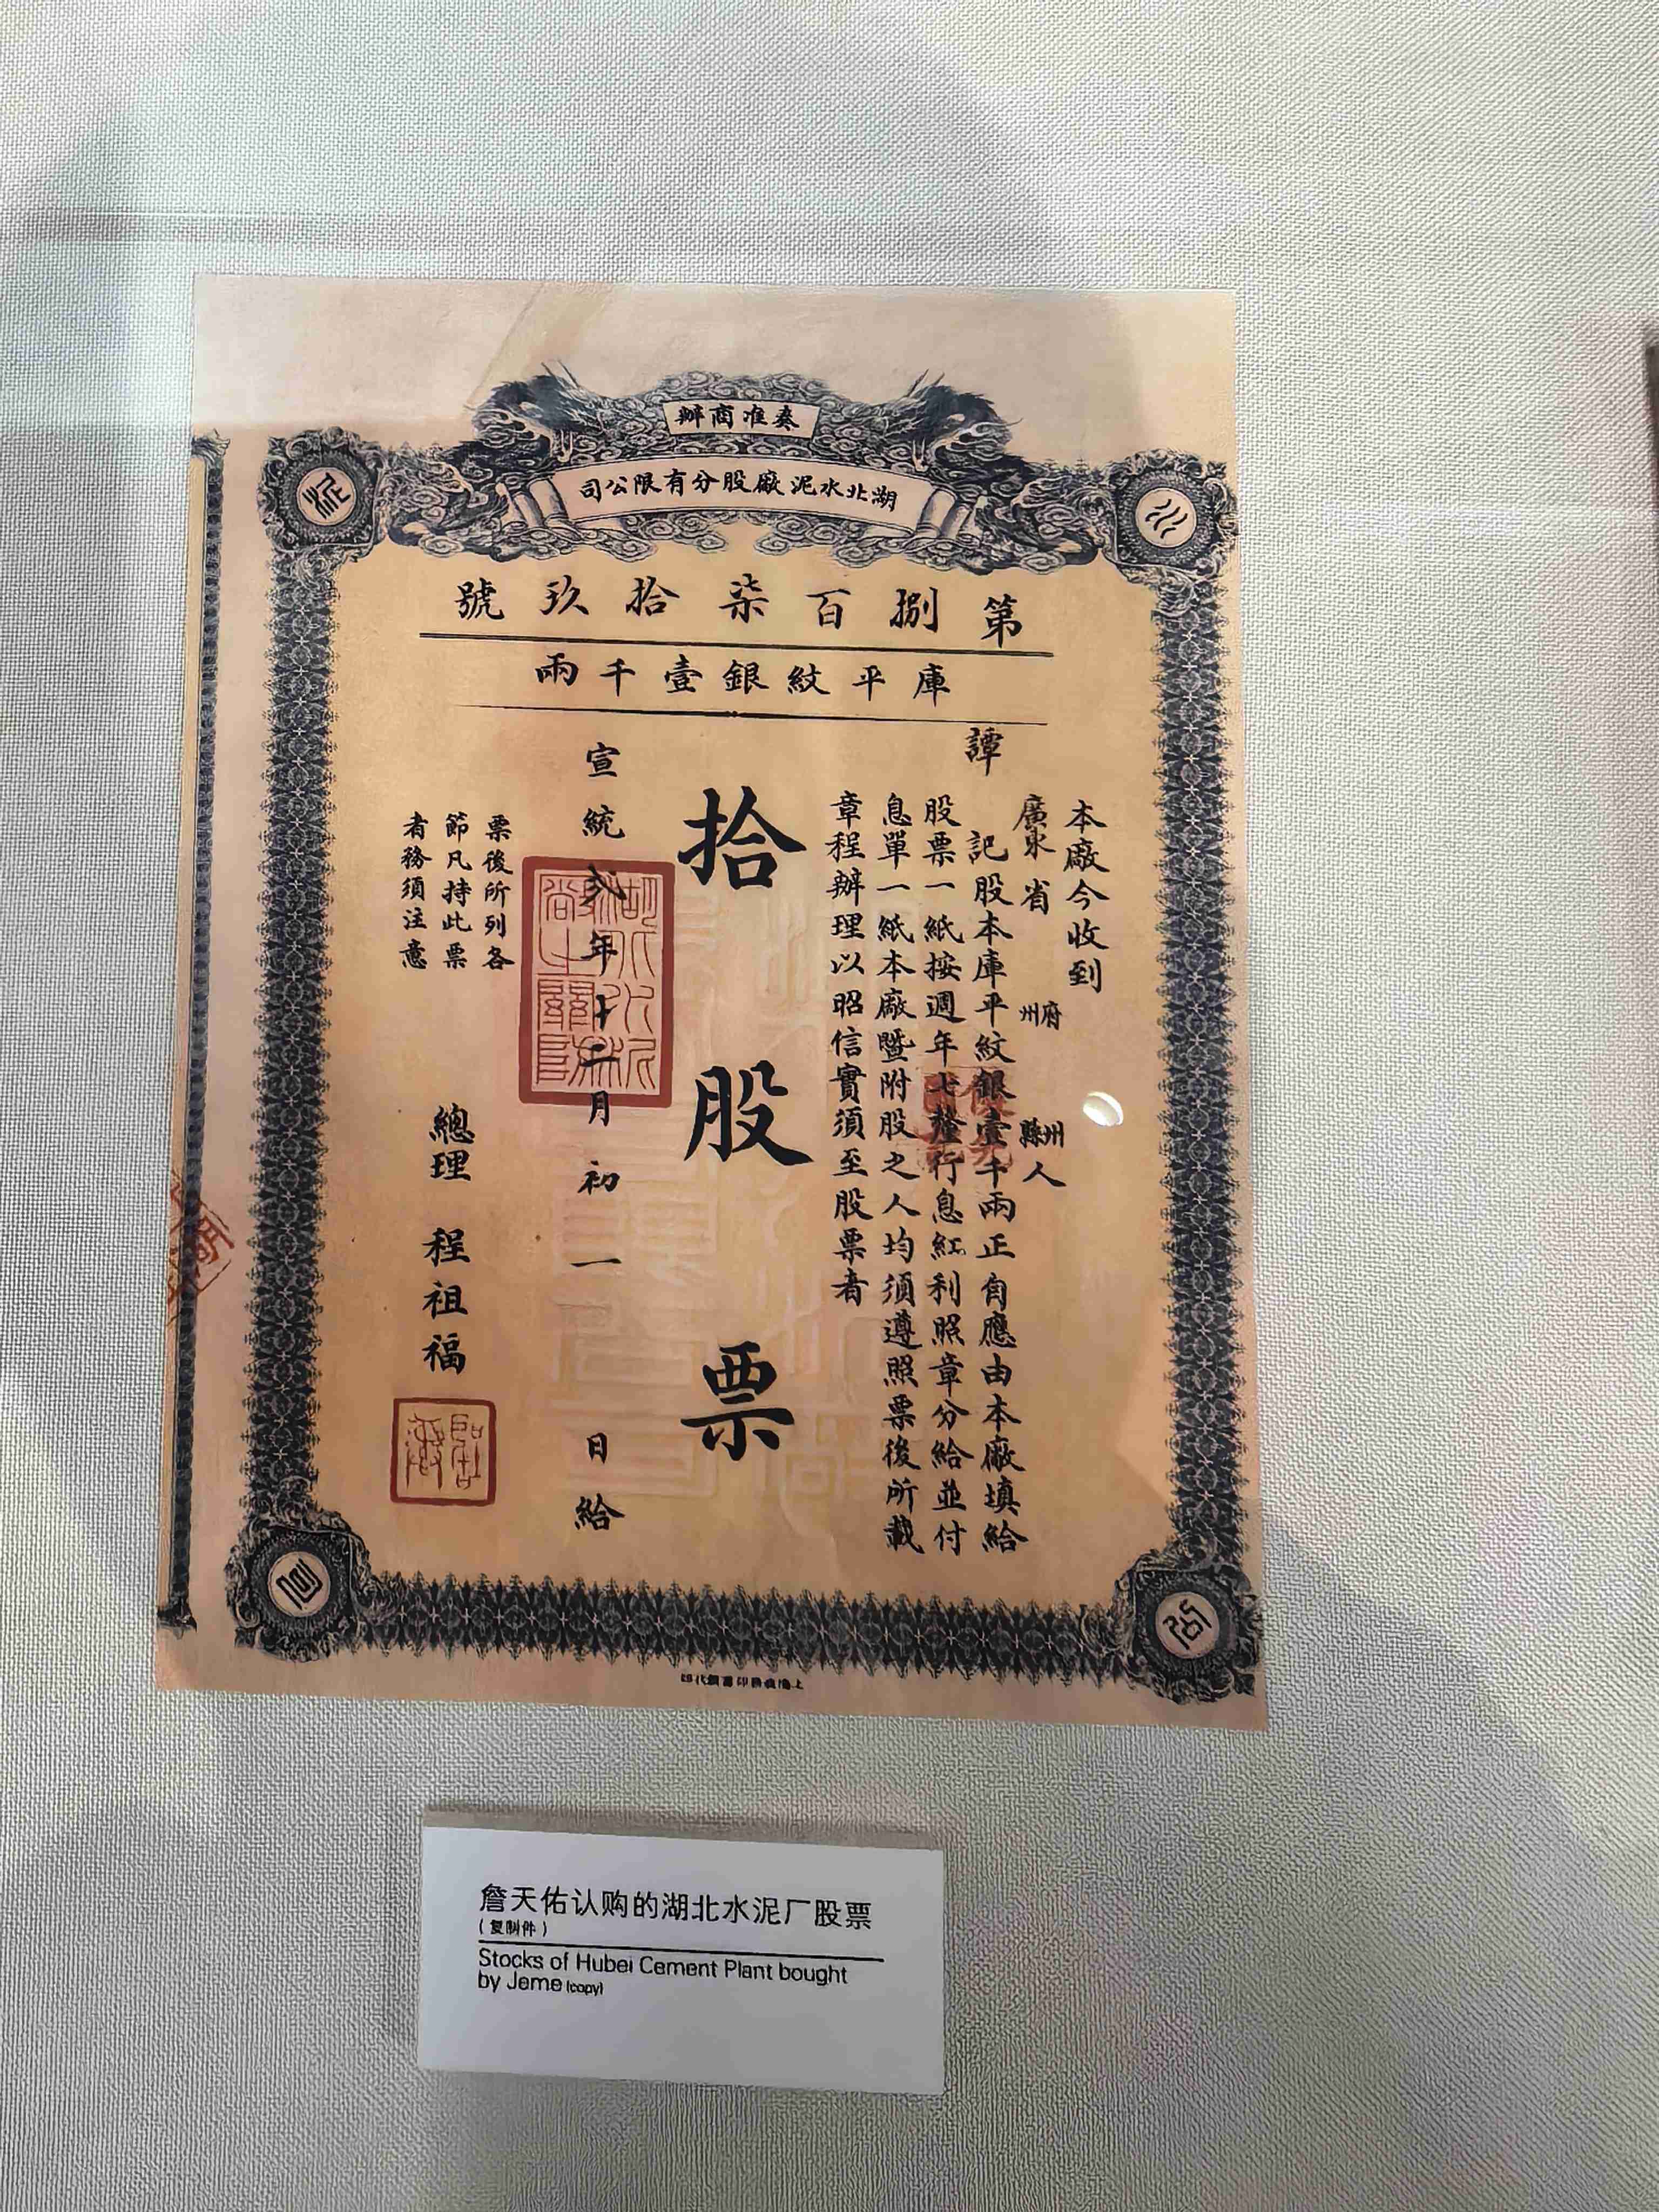 奏准商辦
湖北水泥廠股分有限公司
水
泥
公
司
第捌百柒拾玖號
庫平紋銀壹千兩
本廠今收到
廣東省 府州 州縣人
譚記股本庫平紋銀壹千兩正自應由本廠填給
股票一紙按週年七釐行息紅利照章分給並付
息單一紙本廠暨附股之人均須遵照票後所載
章程辦理以昭信實須至股票者
拾股票
宣統貳年十二月初一日給
票後所列各
節凡持此票
者務須注意
總理 程祖福
詹天佑认购的湖北水泥厂股票
（复制件）
Stocks of Hubei Cement Plant bought
by Jeme (copy)